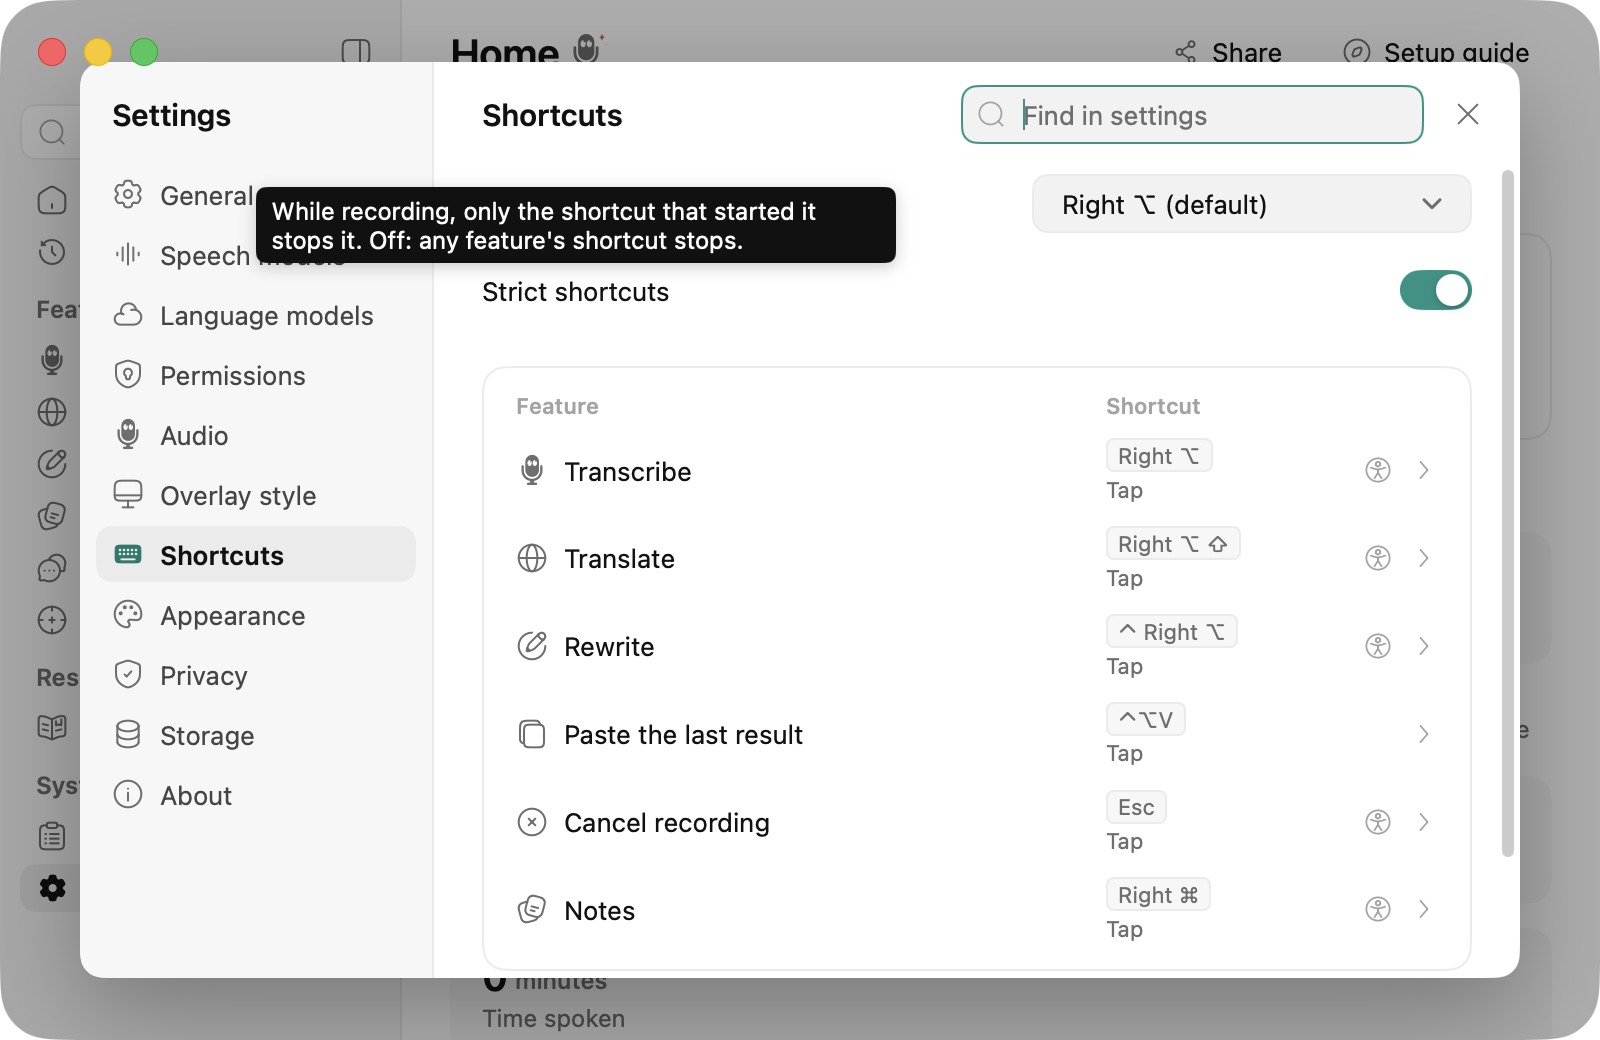 Home
Share
Setup guide
Settings
Shortcuts
Find in settings
General
While recording, only the shortcut that started it
stops it. Off: any feature's shortcut stops.
Right ⌥ (default)
Speech models
Strict shortcuts
Language models
Permissions
Audio
Overlay style
Shortcuts
Appearance
Privacy
Storage
About
Feature
Shortcut
Transcribe
Right ⌥
Tap
Translate
Right ⌥ ⇧
Tap
Rewrite
^ Right ⌥
Tap
Paste the last result
^⌥V
Tap
Cancel recording
Esc
Tap
Notes
Right ⌘
Tap
0 minutes
Time spoken